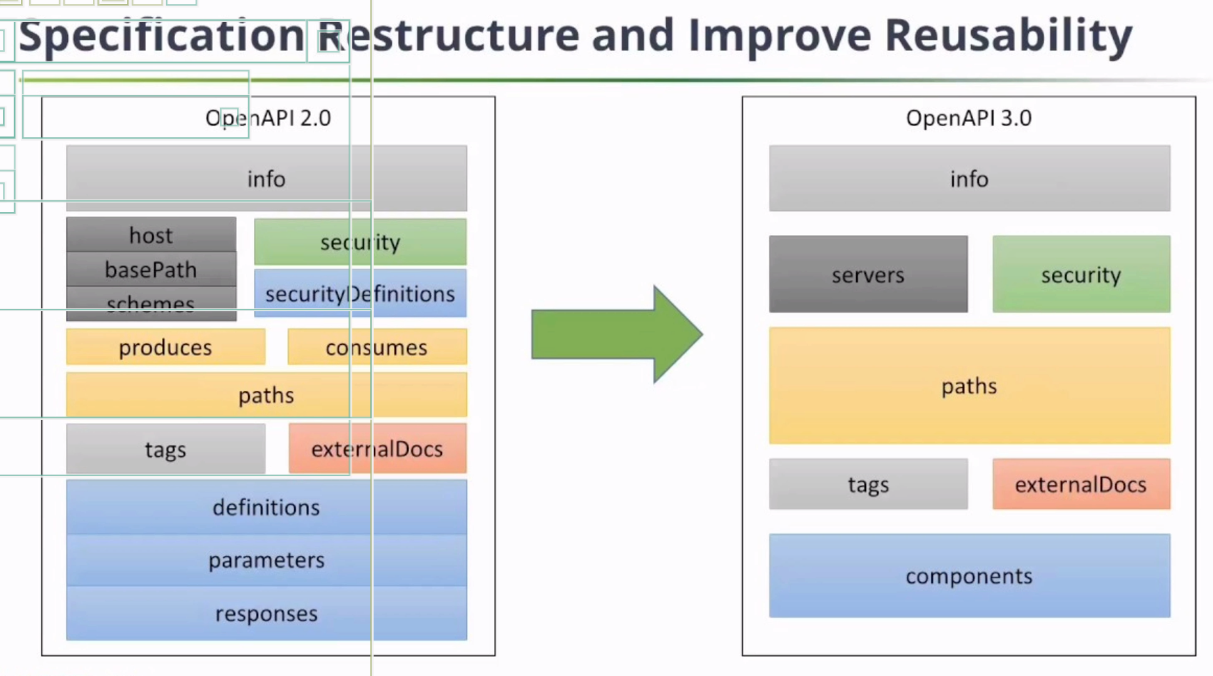 Specification Restructure and Improve Reusability
OpenAPI 2.0
info
host
basePath
schemes
security
securityDefinitions
produces
consumes
paths
tags
externalDocs
definitions
parameters
responses
OpenAPI 3.0
info
servers
security
paths
tags
externalDocs
components